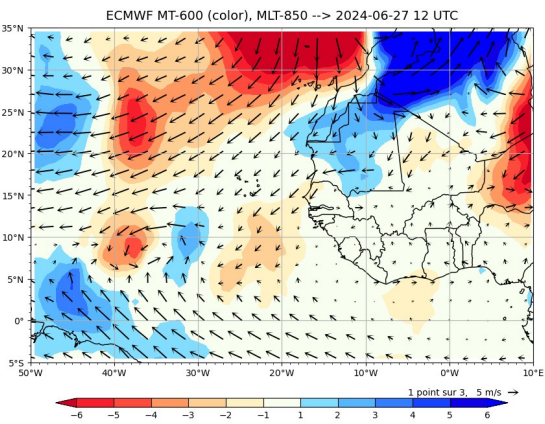 ECMWF MT-600 (color), MLT-850 --> 2024-06-27 12 UTC
35°N
30°N
25°N
20°N
15°N
10°N
5°N
0°
5°S
50°W 40°W 30°W 20°W 10°W 0°W 10°E
1 point sur 3, 5 m/s
−6 −5 −4 −3 −2 −1 1 2 3 4 5 6